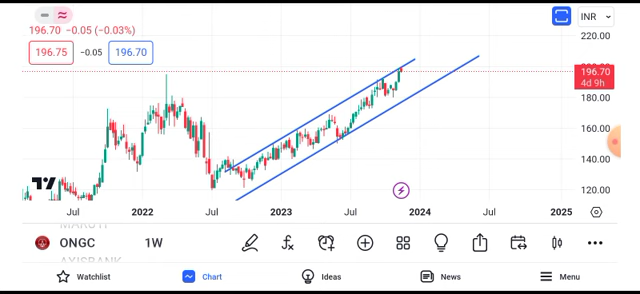 196.70 −0.05 (−0.03%)
INR
220.00
196.75 −0.05 196.70
196.70
4d 9h
180.00
160.00
140.00
120.00
Jul 2022 Jul 2023 Jul 2024 Jul 2025
ONGC 1W
AXISBANK
Watchlist Chart Ideas News Menu